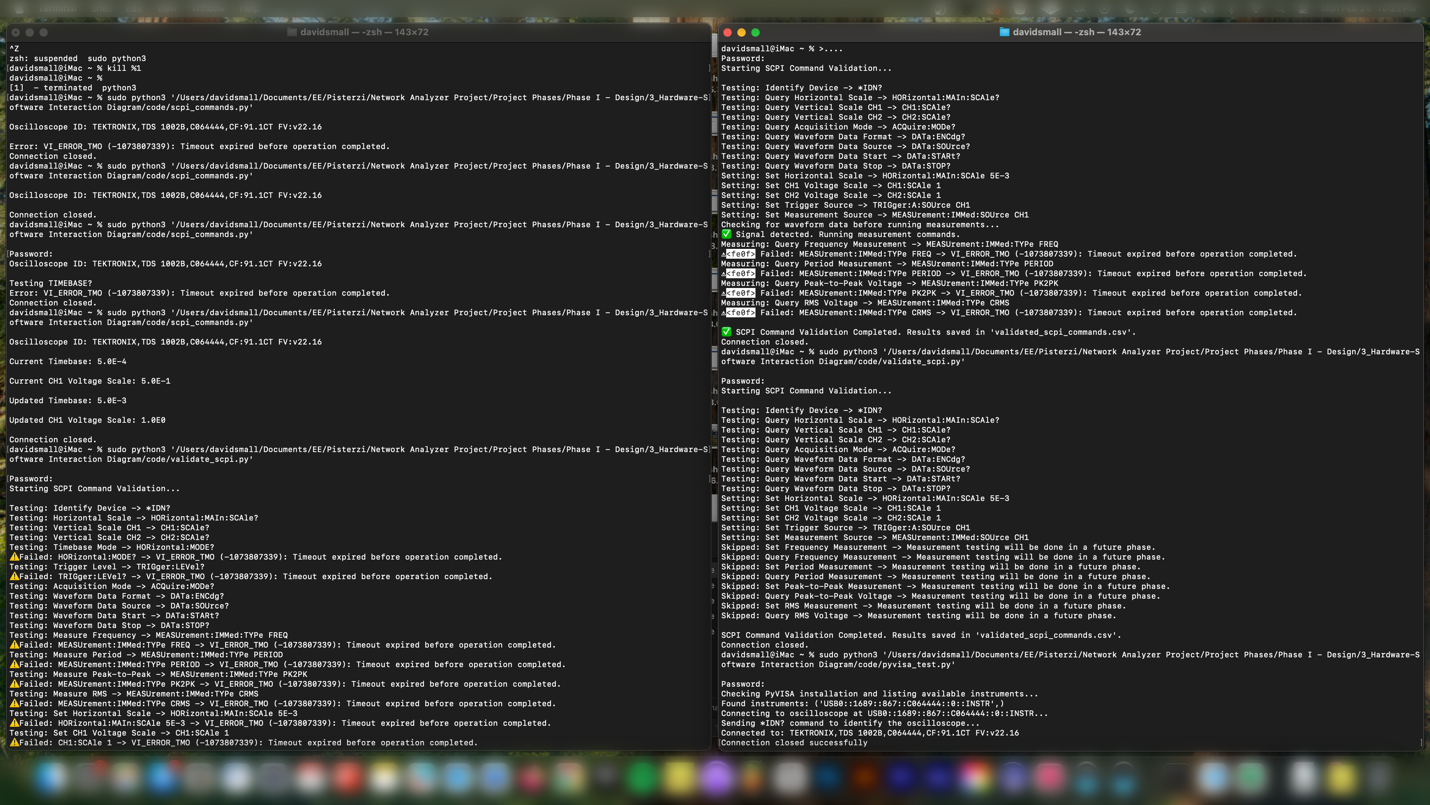 davidsmall — -zsh — 143×72
^Z
zsh: suspended  sudo python3
davidsmall@iMac ~ % kill %1
davidsmall@iMac ~ %
[1]  - terminated  python3
davidsmall@iMac ~ % sudo python3 '/Users/davidsmall/Documents/EE/Pisterzi/Network Analyzer Project/Project Phases/Phase I - Design/3_Hardware-S
oftware Interaction Diagram/code/scpi_commands.py'
Oscilloscope ID: TEKTRONIX,TDS 1002B,C064444,CF:91.1CT FV:v22.16
Error: VI_ERROR_TMO (-1073807339): Timeout expired before operation completed.
Connection closed.
davidsmall@iMac ~ % sudo python3 '/Users/davidsmall/Documents/EE/Pisterzi/Network Analyzer Project/Project Phases/Phase I - Design/3_Hardware-S
oftware Interaction Diagram/code/scpi_commands.py'
Oscilloscope ID: TEKTRONIX,TDS 1002B,C064444,CF:91.1CT FV:v22.16
Connection closed.
davidsmall@iMac ~ % sudo python3 '/Users/davidsmall/Documents/EE/Pisterzi/Network Analyzer Project/Project Phases/Phase I - Design/3_Hardware-S
oftware Interaction Diagram/code/scpi_commands.py'
Password:
Oscilloscope ID: TEKTRONIX,TDS 1002B,C064444,CF:91.1CT FV:v22.16
Testing TIMEBASE?
Error: VI_ERROR_TMO (-1073807339): Timeout expired before operation completed.
Connection closed.
davidsmall@iMac ~ % sudo python3 '/Users/davidsmall/Documents/EE/Pisterzi/Network Analyzer Project/Project Phases/Phase I - Design/3_Hardware-S
oftware Interaction Diagram/code/scpi_commands.py'
Oscilloscope ID: TEKTRONIX,TDS 1002B,C064444,CF:91.1CT FV:v22.16
Current Timebase: 5.0E-4
Current CH1 Voltage Scale: 5.0E-1
Updated Timebase: 5.0E-3
Updated CH1 Voltage Scale: 1.0E0
Connection closed.
davidsmall@iMac ~ % sudo python3 '/Users/davidsmall/Documents/EE/Pisterzi/Network Analyzer Project/Project Phases/Phase I - Design/3_Hardware-S
oftware Interaction Diagram/code/validate_scpi.py'
Password:
Starting SCPI Command Validation...
Testing: Identify Device -> *IDN?
Testing: Horizontal Scale -> HORizontal:MAIn:SCAle?
Testing: Vertical Scale CH1 -> CH1:SCAle?
Testing: Vertical Scale CH2 -> CH2:SCAle?
Testing: Timebase Mode -> HORizontal:MODE?
⚠️Failed: HORizontal:MODE? -> VI_ERROR_TMO (-1073807339): Timeout expired before operation completed.
Testing: Trigger Level -> TRIGger:LEVel?
⚠️Failed: TRIGger:LEVel? -> VI_ERROR_TMO (-1073807339): Timeout expired before operation completed.
Testing: Acquisition Mode -> ACQuire:MODe?
Testing: Waveform Data Format -> DATa:ENCdg?
Testing: Waveform Data Source -> DATa:SOUrce?
Testing: Waveform Data Start -> DATa:STARt?
Testing: Waveform Data Stop -> DATa:STOP?
Testing: Measure Frequency -> MEASUrement:IMMed:TYPe FREQ
⚠️Failed: MEASUrement:IMMed:TYPe FREQ -> VI_ERROR_TMO (-1073807339): Timeout expired before operation completed.
Testing: Measure Period -> MEASUrement:IMMed:TYPe PERIOD
⚠️Failed: MEASUrement:IMMed:TYPe PERIOD -> VI_ERROR_TMO (-1073807339): Timeout expired before operation completed.
Testing: Measure Peak-to-Peak -> MEASUrement:IMMed:TYPe PK2PK
⚠️Failed: MEASUrement:IMMed:TYPe PK2PK -> VI_ERROR_TMO (-1073807339): Timeout expired before operation completed.
Testing: Measure RMS -> MEASUrement:IMMed:TYPe CRMS
⚠️Failed: MEASUrement:IMMed:TYPe CRMS -> VI_ERROR_TMO (-1073807339): Timeout expired before operation completed.
Testing: Set Horizontal Scale -> HORizontal:MAIn:SCAle 5E-3
⚠️Failed: HORizontal:MAIn:SCAle 5E-3 -> VI_ERROR_TMO (-1073807339): Timeout expired before operation completed.
Testing: Set CH1 Voltage Scale -> CH1:SCAle 1
⚠️Failed: CH1:SCAle 1 -> VI_ERROR_TMO (-1073807339): Timeout expired before operation completed.
davidsmall — -zsh — 143×72
davidsmall@iMac ~ % >....
Password:
Starting SCPI Command Validation...
Testing: Identify Device -> *IDN?
Testing: Query Horizontal Scale -> HORizontal:MAIn:SCAle?
Testing: Query Vertical Scale CH1 -> CH1:SCAle?
Testing: Query Vertical Scale CH2 -> CH2:SCAle?
Testing: Query Acquisition Mode -> ACQuire:MODe?
Testing: Query Waveform Data Format -> DATa:ENCdg?
Testing: Query Waveform Data Source -> DATa:SOUrce?
Testing: Query Waveform Data Start -> DATa:STARt?
Testing: Query Waveform Data Stop -> DATa:STOP?
Setting: Set Horizontal Scale -> HORizontal:MAIn:SCAle 5E-3
Setting: Set CH1 Voltage Scale -> CH1:SCAle 1
Setting: Set CH2 Voltage Scale -> CH2:SCAle 1
Setting: Set Trigger Source -> TRIGger:A:SOUrce CH1
Setting: Set Measurement Source -> MEASUrement:IMMed:SOUrce CH1
Checking for waveform data before running measurements...
✅ Signal detected. Running measurement commands.
Measuring: Query Frequency Measurement -> MEASUrement:IMMed:TYPe FREQ
⚠<fe0f> Failed: MEASUrement:IMMed:TYPe FREQ -> VI_ERROR_TMO (-1073807339): Timeout expired before operation completed.
Measuring: Query Period Measurement -> MEASUrement:IMMed:TYPe PERIOD
⚠<fe0f> Failed: MEASUrement:IMMed:TYPe PERIOD -> VI_ERROR_TMO (-1073807339): Timeout expired before operation completed.
Measuring: Query Peak-to-Peak Voltage -> MEASUrement:IMMed:TYPe PK2PK
⚠<fe0f> Failed: MEASUrement:IMMed:TYPe PK2PK -> VI_ERROR_TMO (-1073807339): Timeout expired before operation completed.
Measuring: Query RMS Voltage -> MEASUrement:IMMed:TYPe CRMS
⚠<fe0f> Failed: MEASUrement:IMMed:TYPe CRMS -> VI_ERROR_TMO (-1073807339): Timeout expired before operation completed.
✅ SCPI Command Validation Completed. Results saved in 'validated_scpi_commands.csv'.
Connection closed.
davidsmall@iMac ~ % sudo python3 '/Users/davidsmall/Documents/EE/Pisterzi/Network Analyzer Project/Project Phases/Phase I - Design/3_Hardware-S
oftware Interaction Diagram/code/validate_scpi.py'
Password:
Starting SCPI Command Validation...
Testing: Identify Device -> *IDN?
Testing: Query Horizontal Scale -> HORizontal:MAIn:SCAle?
Testing: Query Vertical Scale CH1 -> CH1:SCAle?
Testing: Query Vertical Scale CH2 -> CH2:SCAle?
Testing: Query Acquisition Mode -> ACQuire:MODe?
Testing: Query Waveform Data Format -> DATa:ENCdg?
Testing: Query Waveform Data Source -> DATa:SOUrce?
Testing: Query Waveform Data Start -> DATa:STARt?
Testing: Query Waveform Data Stop -> DATa:STOP?
Setting: Set Horizontal Scale -> HORizontal:MAIn:SCAle 5E-3
Setting: Set CH1 Voltage Scale -> CH1:SCAle 1
Setting: Set CH2 Voltage Scale -> CH2:SCAle 1
Setting: Set Trigger Source -> TRIGger:A:SOUrce CH1
Setting: Set Measurement Source -> MEASUrement:IMMed:SOUrce CH1
Skipped: Set Frequency Measurement -> Measurement testing will be done in a future phase.
Skipped: Query Frequency Measurement -> Measurement testing will be done in a future phase.
Skipped: Set Period Measurement -> Measurement testing will be done in a future phase.
Skipped: Query Period Measurement -> Measurement testing will be done in a future phase.
Skipped: Set Peak-to-Peak Measurement -> Measurement testing will be done in a future phase.
Skipped: Query Peak-to-Peak Voltage -> Measurement testing will be done in a future phase.
Skipped: Set RMS Measurement -> Measurement testing will be done in a future phase.
Skipped: Query RMS Voltage -> Measurement testing will be done in a future phase.
SCPI Command Validation Completed. Results saved in 'validated_scpi_commands.csv'.
Connection closed.
davidsmall@iMac ~ % sudo python3 '/Users/davidsmall/Documents/EE/Pisterzi/Network Analyzer Project/Project Phases/Phase I - Design/3_Hardware-S
oftware Interaction Diagram/code/pyvisa_test.py'
Password:
Checking PyVISA installation and listing available instruments...
Found instruments: ('USB0::1689::867::C064444::0::INSTR',)
Connecting to oscilloscope at USB0::1689::867::C064444::0::INSTR...
Sending *IDN? command to identify the oscilloscope...
Connected to: TEKTRONIX,TDS 1002B,C064444,CF:91.1CT FV:v22.16
Connection closed successfully